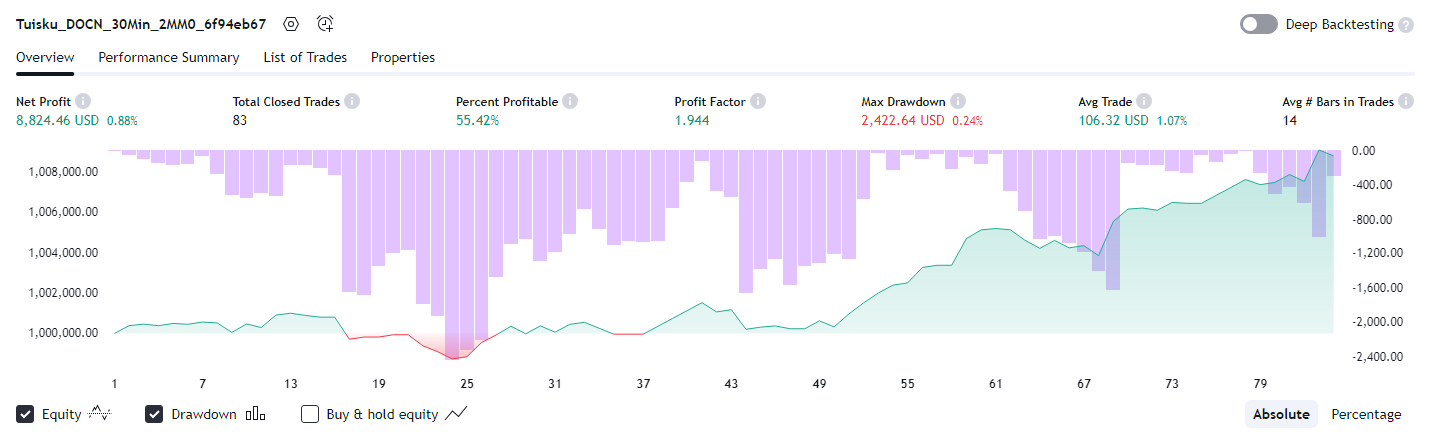 Tuisku_DOCN_30Min_2MM0_6f94eb67
Deep Backtesting ?
Overview Performance Summary List of Trades Properties
Net Profit i Total Closed Trades i Percent Profitable i Profit Factor i Max Drawdown i Avg Trade i Avg # Bars in Trades i
8,824.46 USD 0.88% 83 55.42% 1.944 2,422.64 USD 0.24% 106.32 USD 1.07% 14
1,008,000.00
1,006,000.00
1,004,000.00
1,002,000.00
1,000,000.00
0.00
-400.00
-800.00
-1,200.00
-1,600.00
-2,000.00
-2,400.00
1 7 13 19 25 31 37 43 49 55 61 67 73 79
Equity Drawdown Buy & hold equity Absolute Percentage